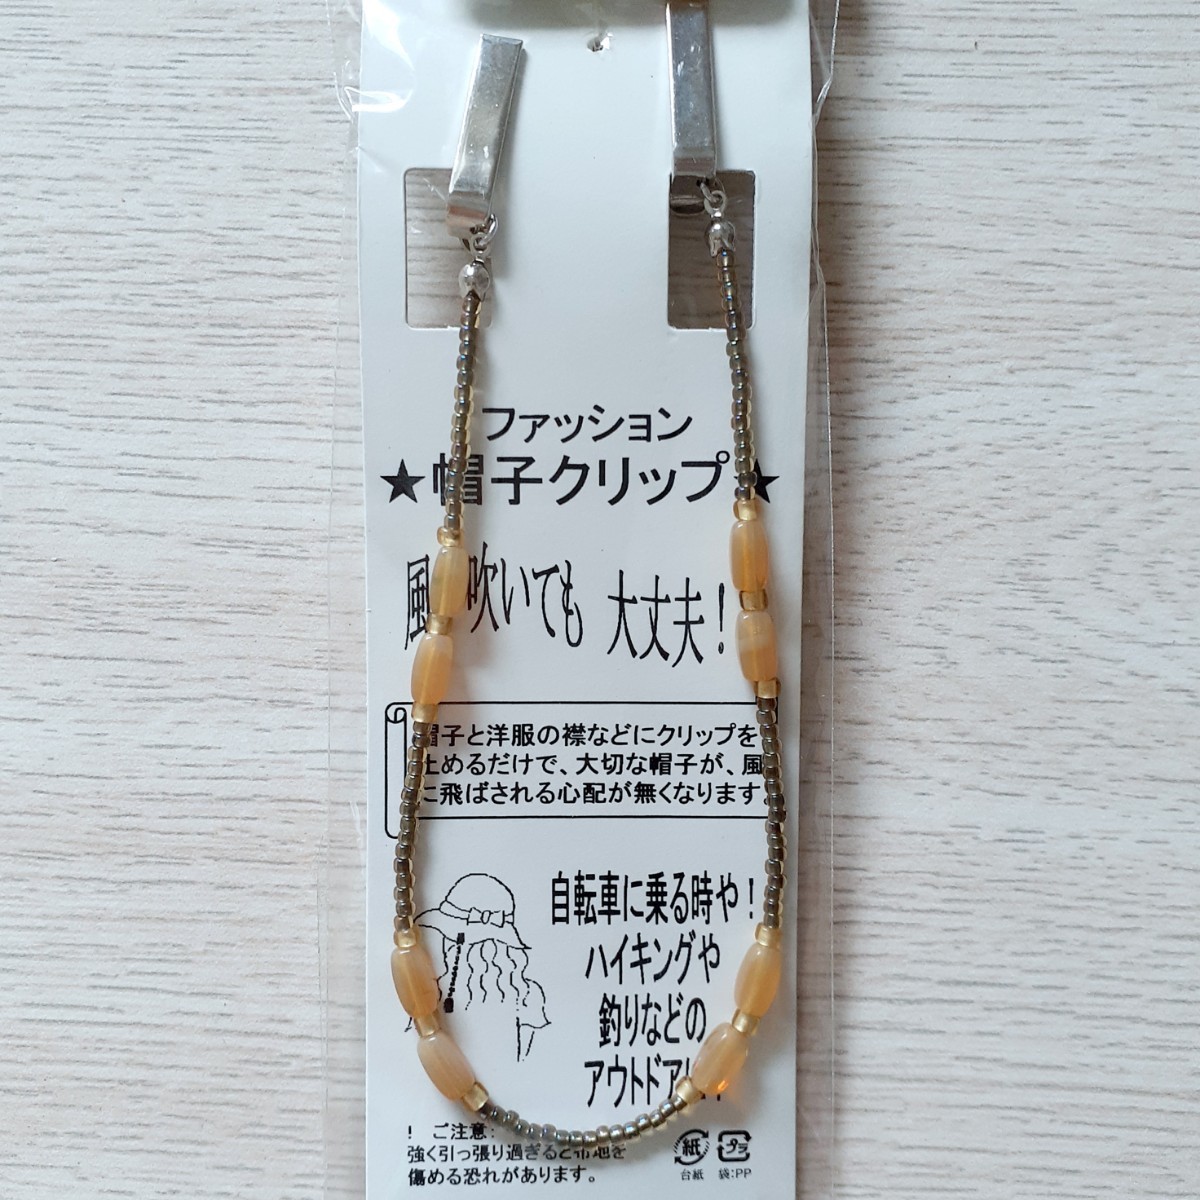 ファッション
★帽子クリップ★
風 吹いても 大丈夫！
帽子と洋服の襟などにクリップを
止めるだけで、大切な帽子が、風
に飛ばされる心配が無くなります
自転車に乗る時や！
ハイキングや
釣りなどの
アウトドア
！ ご注意：
強く引っ張り過ぎると布地を
傷める恐れがあります。
紙 プラ
台紙 袋:PP